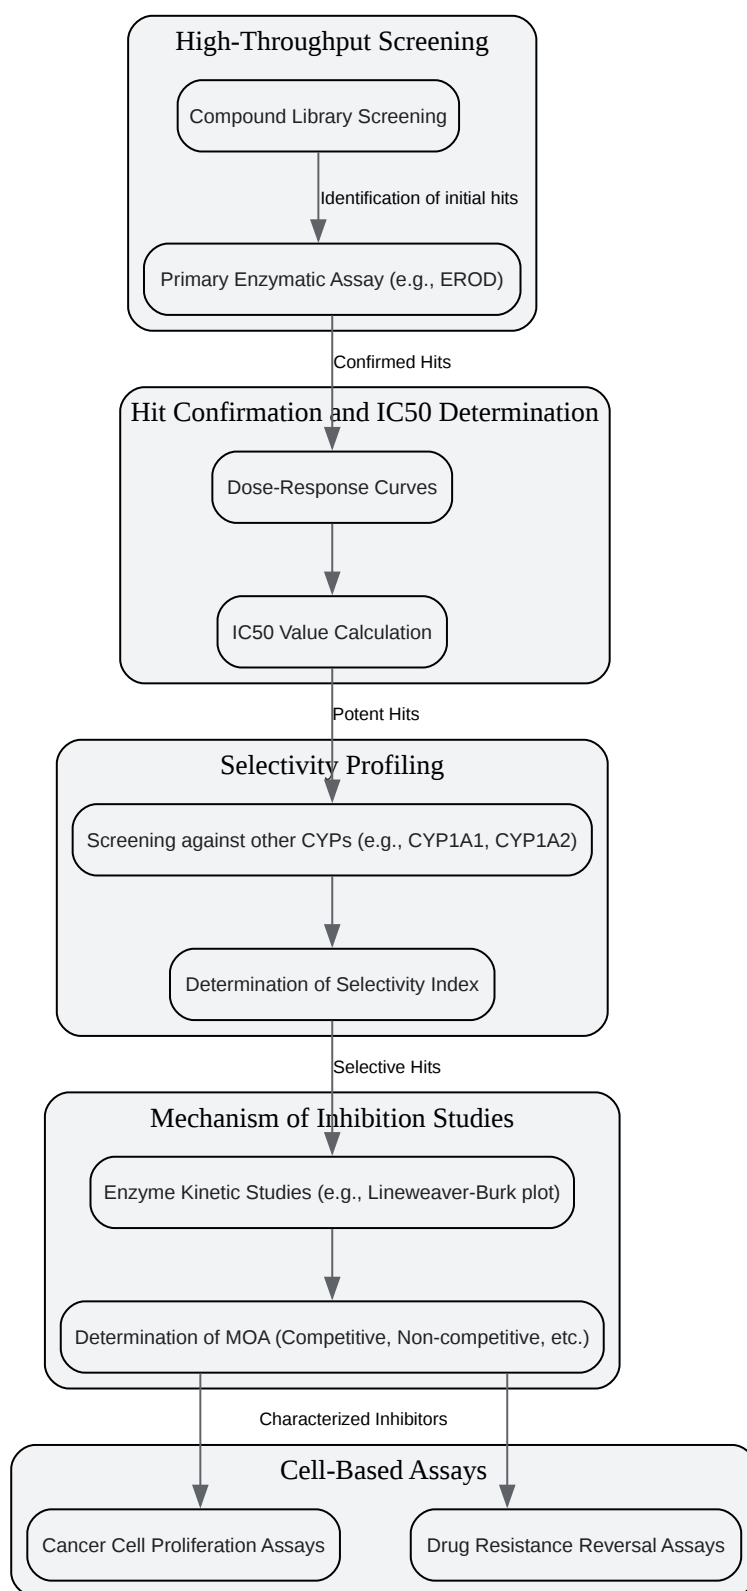 High-Throughput Screening
Compound Library Screening
Identification of initial hits
Primary Enzymatic Assay (e.g., EROD)
Confirmed Hits
Hit Confirmation and IC50 Determination
Dose-Response Curves
IC50 Value Calculation
Potent Hits
Selectivity Profiling
Screening against other CYPs (e.g., CYP1A1, CYP1A2)
Determination of Selectivity Index
Selective Hits
Mechanism of Inhibition Studies
Enzyme Kinetic Studies (e.g., Lineweaver-Burk plot)
Determination of MOA (Competitive, Non-competitive, etc.)
Characterized Inhibitors
Cell-Based Assays
Cancer Cell Proliferation Assays
Drug Resistance Reversal Assays